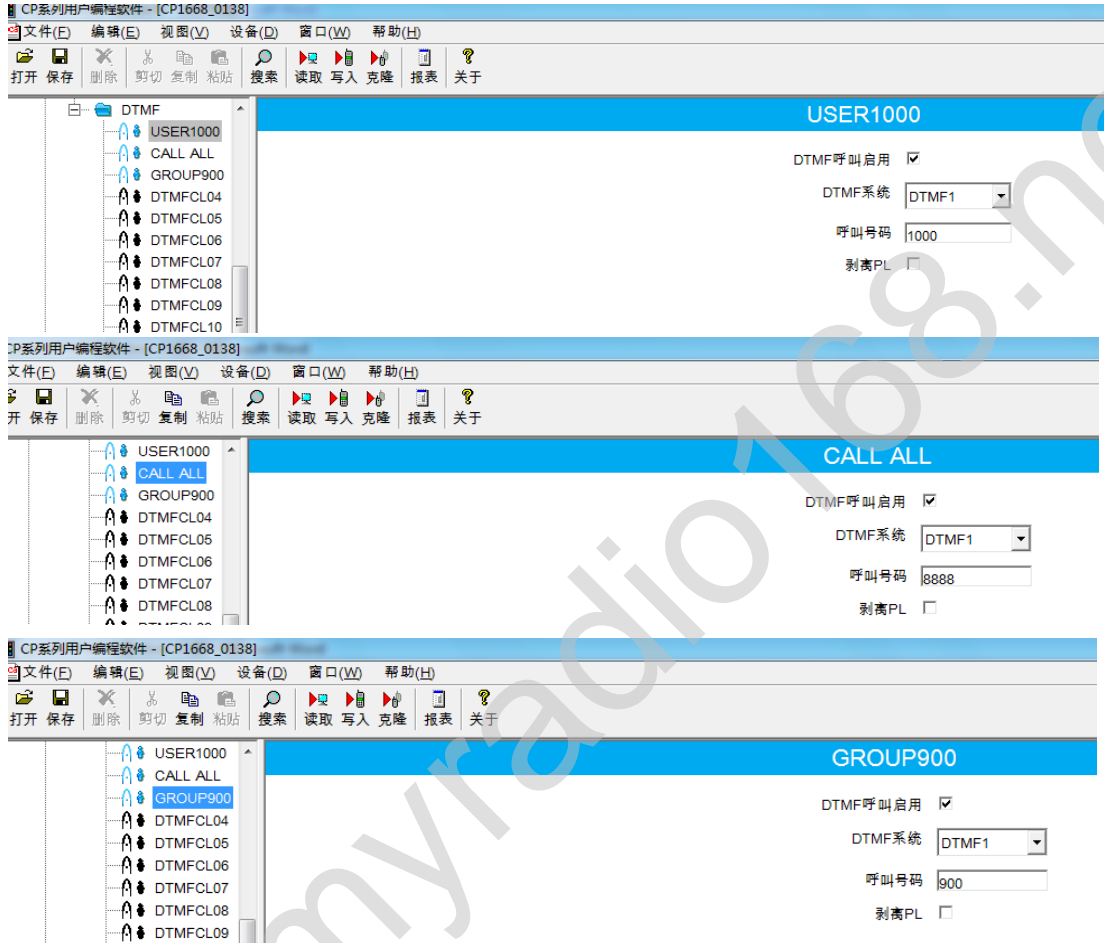 CP系列用户编程软件 - [CP1668_0138]
文件(F) 编辑(E) 视图(V) 设备(D) 窗口(W) 帮助(H)
打开 保存 删除 剪切 复制 粘贴 搜索 读取 写入 克隆 报表 关于
DTMF
USER1000
CALL ALL
GROUP900
DTMFCL04
DTMFCL05
DTMFCL06
DTMFCL07
DTMFCL08
DTMFCL09
DTMFCL10
USER1000
DTMF呼叫启用
DTMF系统 DTMF1
呼叫号码 1000
剥离PL
CP系列用户编程软件 - [CP1668_0138]
文件(F) 编辑(E) 视图(V) 设备(D) 窗口(W) 帮助(H)
开 保存 删除 剪切 复制 粘贴 搜索 读取 写入 克隆 报表 关于
USER1000
CALL ALL
GROUP900
DTMFCL04
DTMFCL05
DTMFCL06
DTMFCL07
DTMFCL08
CALL ALL
DTMF呼叫启用
DTMF系统 DTMF1
呼叫号码 8888
剥离PL
CP系列用户编程软件 - [CP1668_0138]
文件(F) 编辑(E) 视图(V) 设备(D) 窗口(W) 帮助(H)
打开 保存 删除 剪切 复制 粘贴 搜索 读取 写入 克隆 报表 关于
USER1000
CALL ALL
GROUP900
DTMFCL04
DTMFCL05
DTMFCL06
DTMFCL07
DTMFCL08
DTMFCL09
GROUP900
DTMF呼叫启用
DTMF系统 DTMF1
呼叫号码 900
剥离PL
myradio168.ne